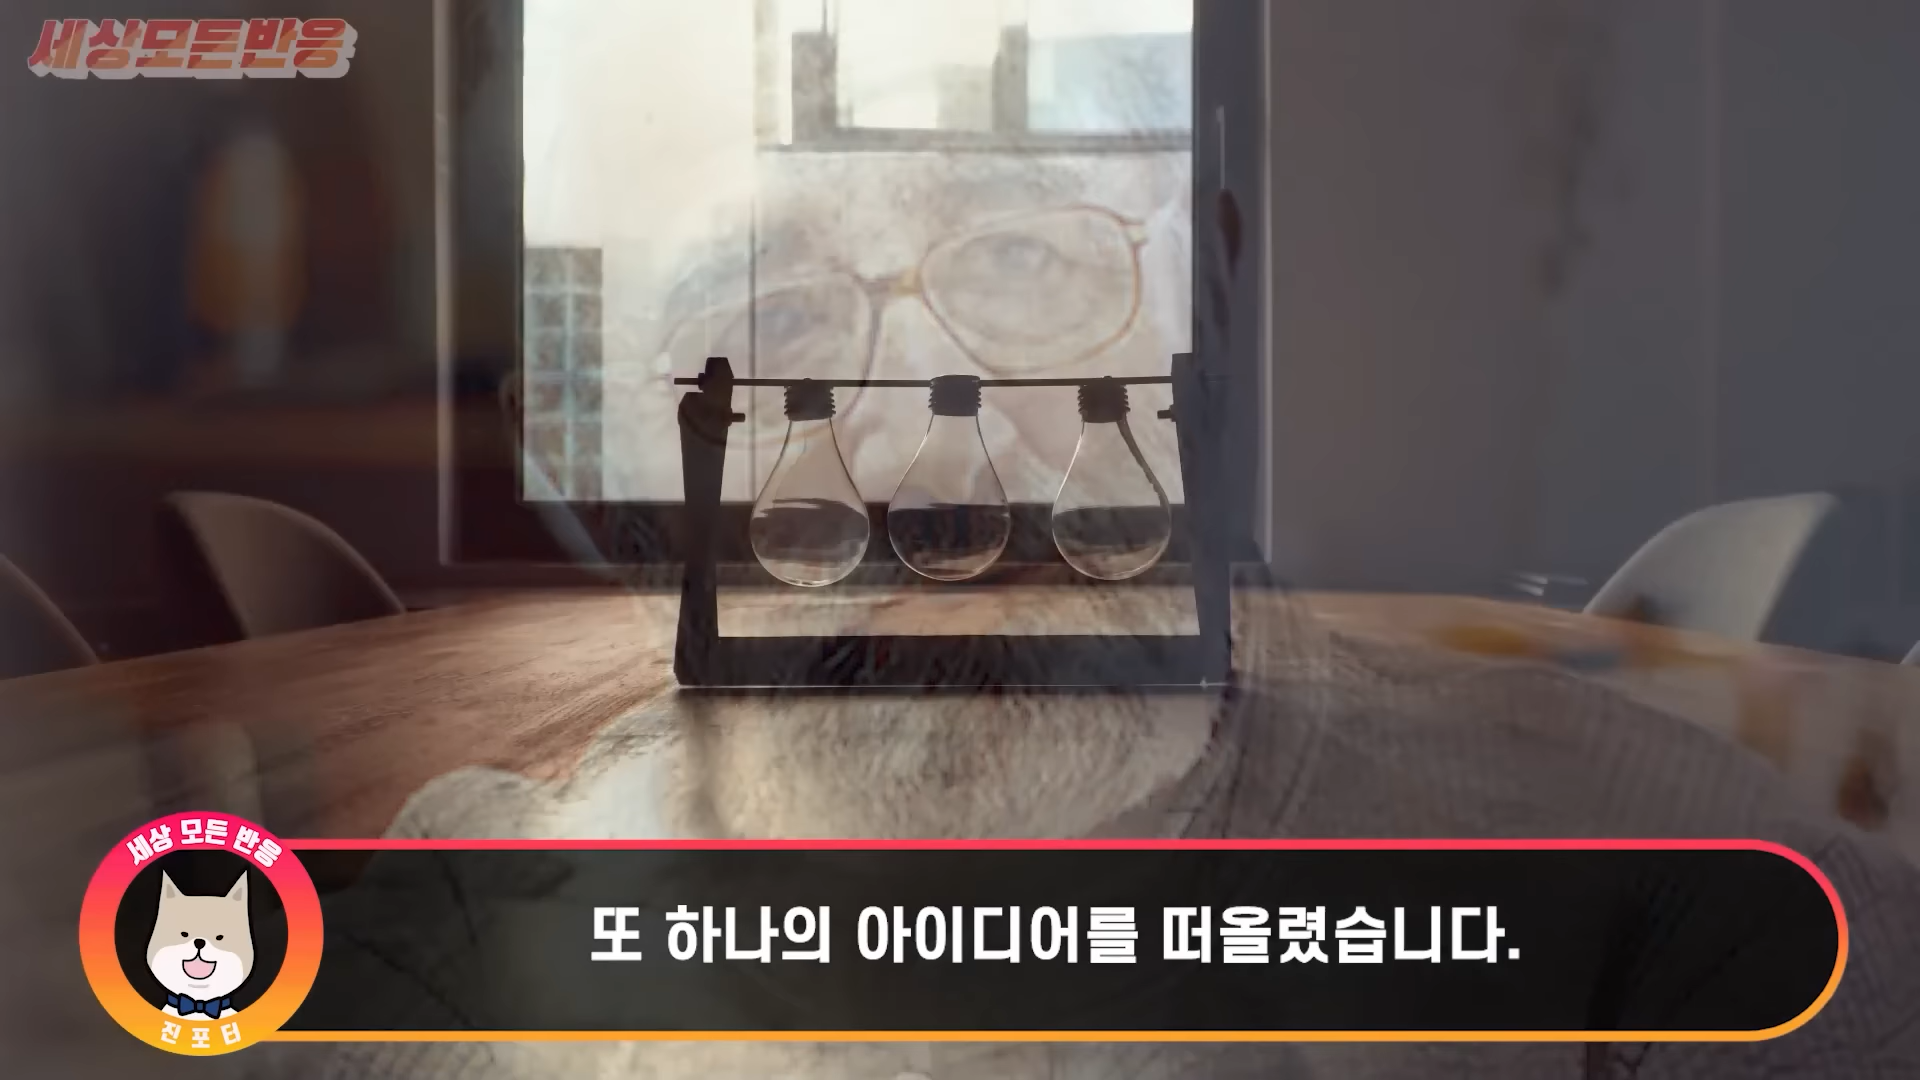 세상모든반응
세상 모든 반응
또 하나의 아이디어를 떠올렸습니다.
진포터